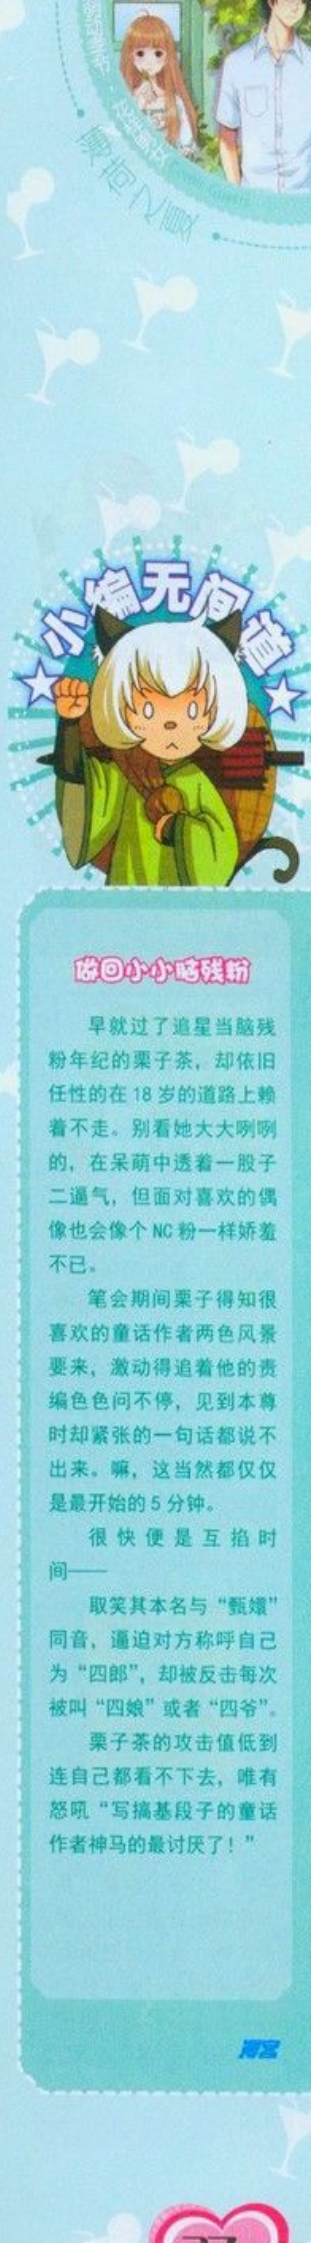 薄荷之夏
小编无间道
做回小小脑残粉
早就过了追星当脑残
粉年纪的栗子茶，却依旧
任性的在18岁的道路上赖
着不走。别看她大大咧咧
的，在呆萌中透着一股子
二逼气，但面对喜欢的偶
像也会像个NC粉一样娇羞
不已。
笔会期间栗子得知很
喜欢的童话作者两色风景
要来，激动得追着他的责
编色色问不停，见到本尊
时却紧张的一句话都说不
出来。嘛，这当然都仅仅
是最开始的5分钟。
很快便是互掐时
间——
取笑其本名与“甄嬛”
同音，逼迫对方称呼自己
为“四郎”，却被反击每次
被叫“四娘”或者“四爷”。
栗子茶的攻击值低到
连自己都看不下去，唯有
怒吼“写搞基段子的童话
作者神马的最讨厌了！”